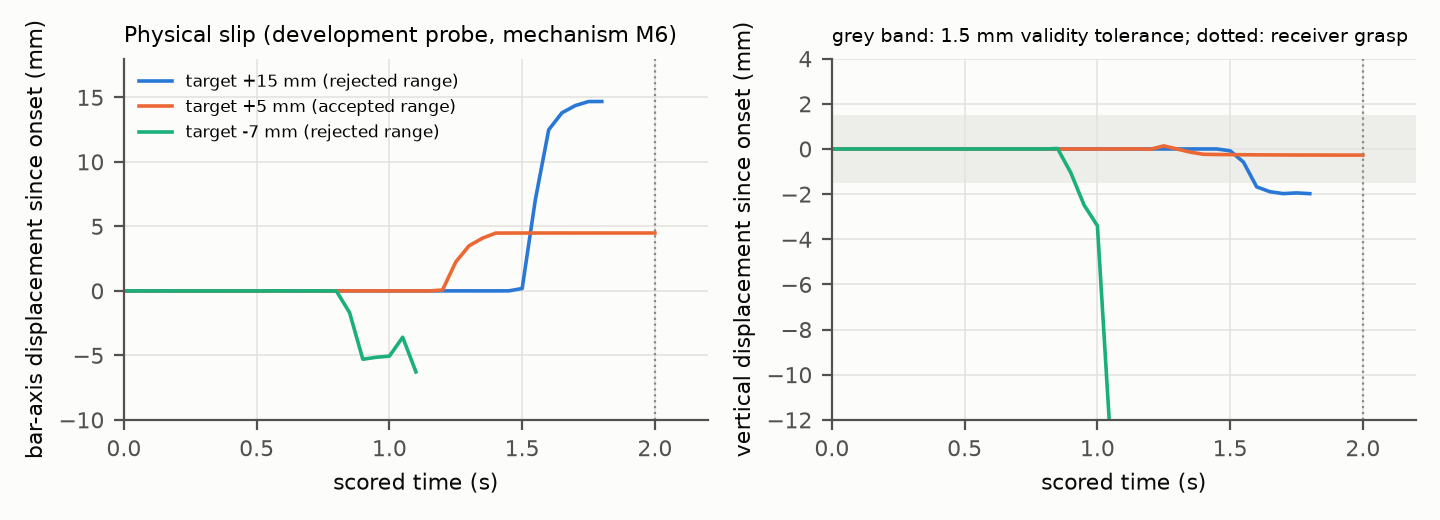 Physical slip (development probe, mechanism M6)
bar-axis displacement since onset (mm)
target +15 mm (rejected range)
target +5 mm (accepted range)
target -7 mm (rejected range)
15
10
5
0
−5
−10
0.0 0.5 1.0 1.5 2.0
scored time (s)
grey band: 1.5 mm validity tolerance; dotted: receiver grasp
vertical displacement since onset (mm)
4
2
0
−2
−4
−6
−8
−10
−12
0.0 0.5 1.0 1.5 2.0
scored time (s)